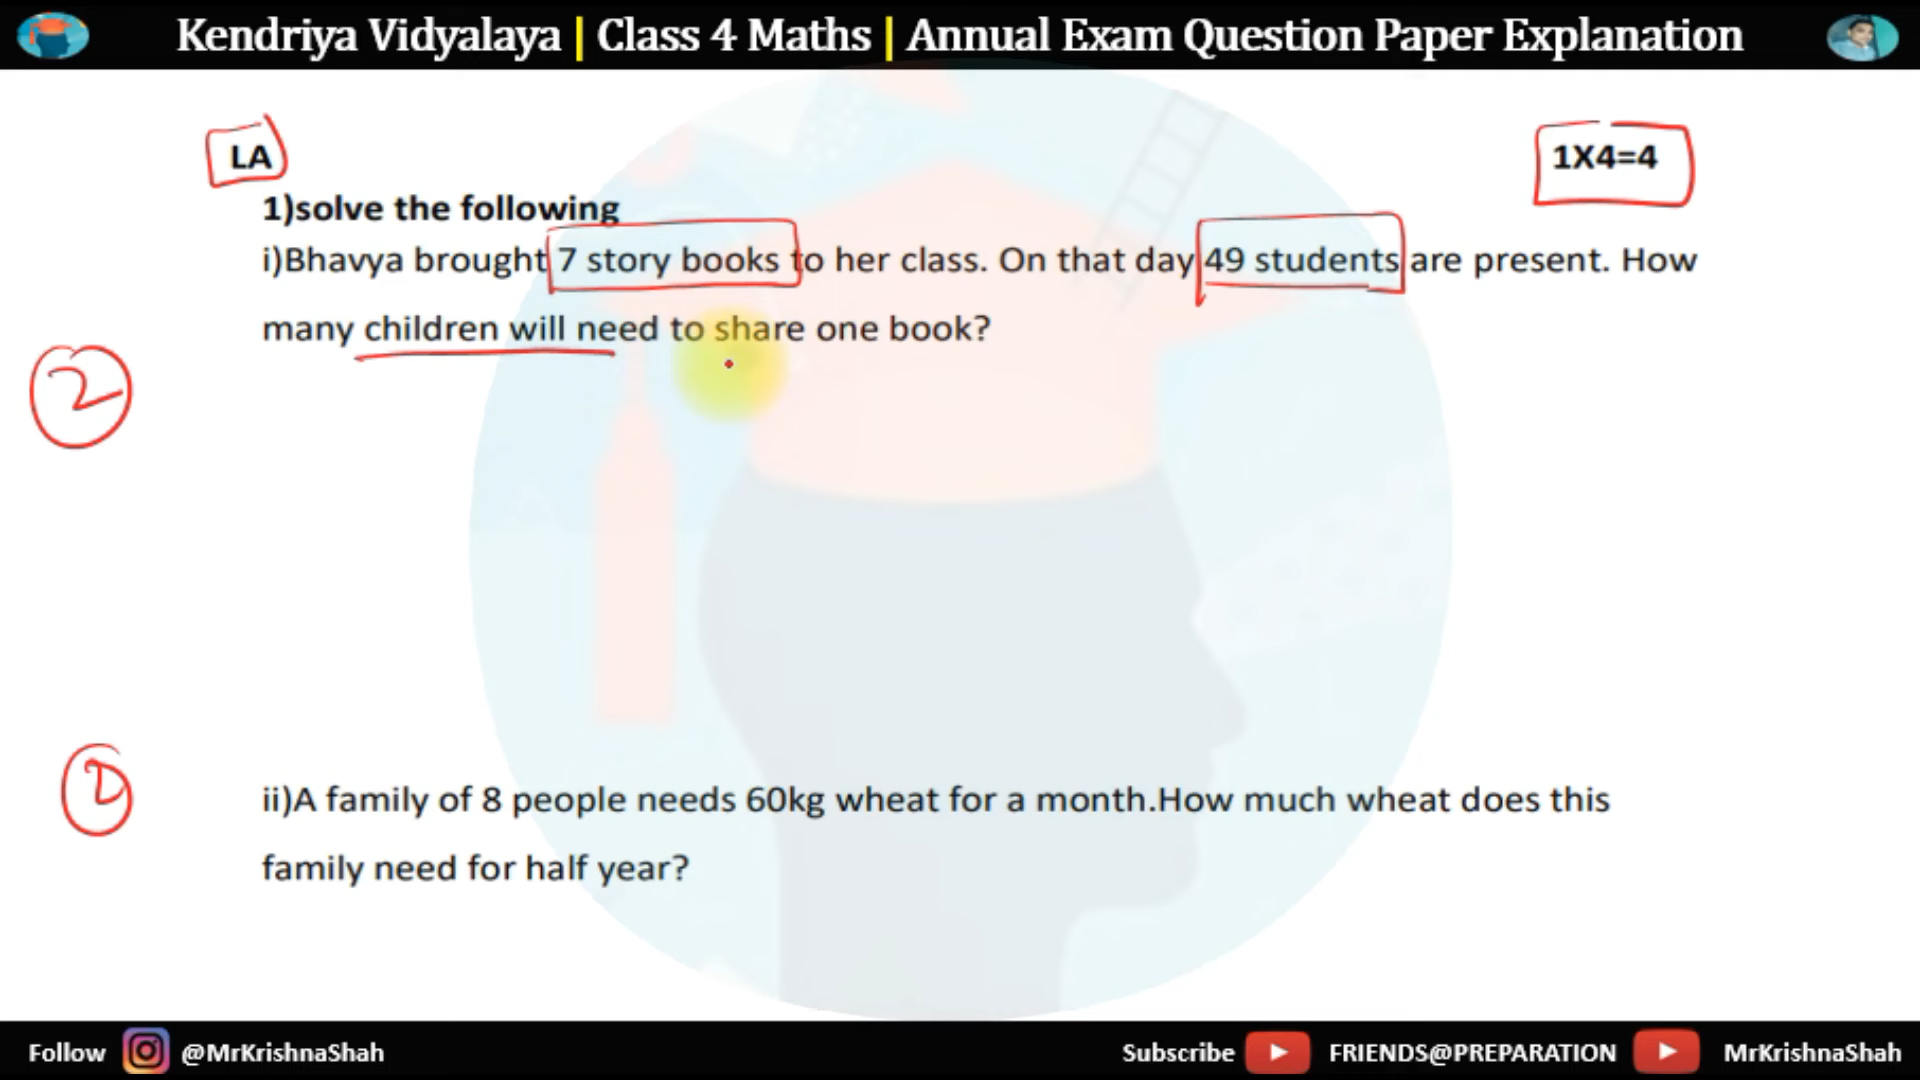 Kendriya Vidyalaya | Class 4 Maths | Annual Exam Question Paper Explanation
LA
1X4=4
1)solve the following
i)Bhavya brought 7 story books to her class. On that day 49 students are present. How
many children will need to share one book?
2
ii)A family of 8 people needs 60kg wheat for a month.How much wheat does this
family need for half year?
Follow @MrKrishnaShah Subscribe FRIENDS@PREPARATION MrKrishnaShah